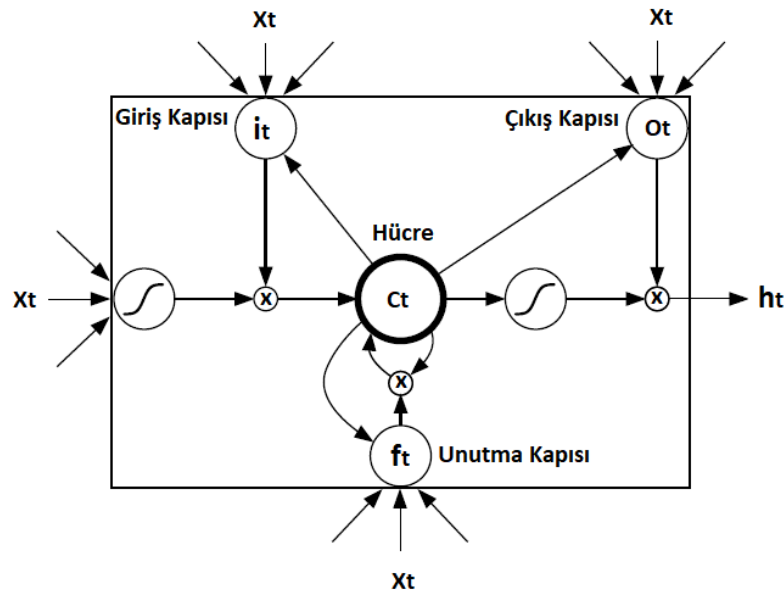 Xt
Xt
Giriş Kapısı
it
Çıkış Kapısı
Ot
Hücre
Xt
x
Ct
x
ht
x
ft
Unutma Kapısı
Xt